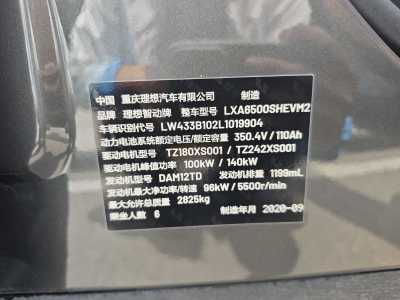 中国 重庆理想汽车有限公司 制造
品牌 理想智动牌 整车型号 LXA6500SHEVM2
车辆识别代号 LW433B102L1019904
动力电池系统额定电压/额定容量 350.4V/110Ah
驱动电机型号 TZ180XS001 / TZ242XS001
驱动电机峰值功率 100kW / 140kW
发动机型号 DAM12TD 发动机排量 1199mL
发动机最大净功率/转速 96kW/5500r/min
最大允许总质量 2825kg
乘坐人数 6 制造年月 2020-09